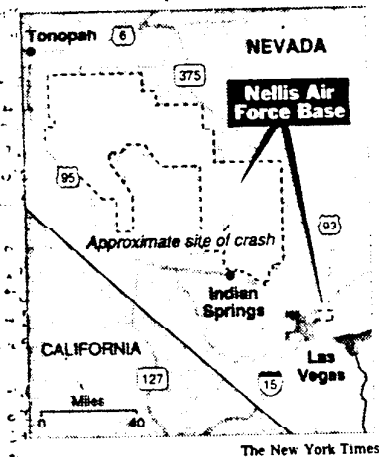 Tonopah
6
NEVADA
375
Nellis Air
Force Base
95
93
Approximate site of crash
Indian
Springs
CALIFORNIA
Las
Vegas
127
15
Miles
0
40
The New York Times